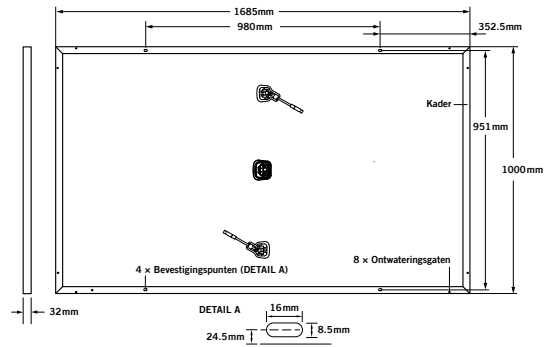 1685mm
980mm
352.5mm
Kader
951mm
1000mm
4 × Bevestigingspunten (DETAIL A)
8 × Ontwateringsgaten
32mm
DETAIL A
16mm
8.5mm
24.5mm